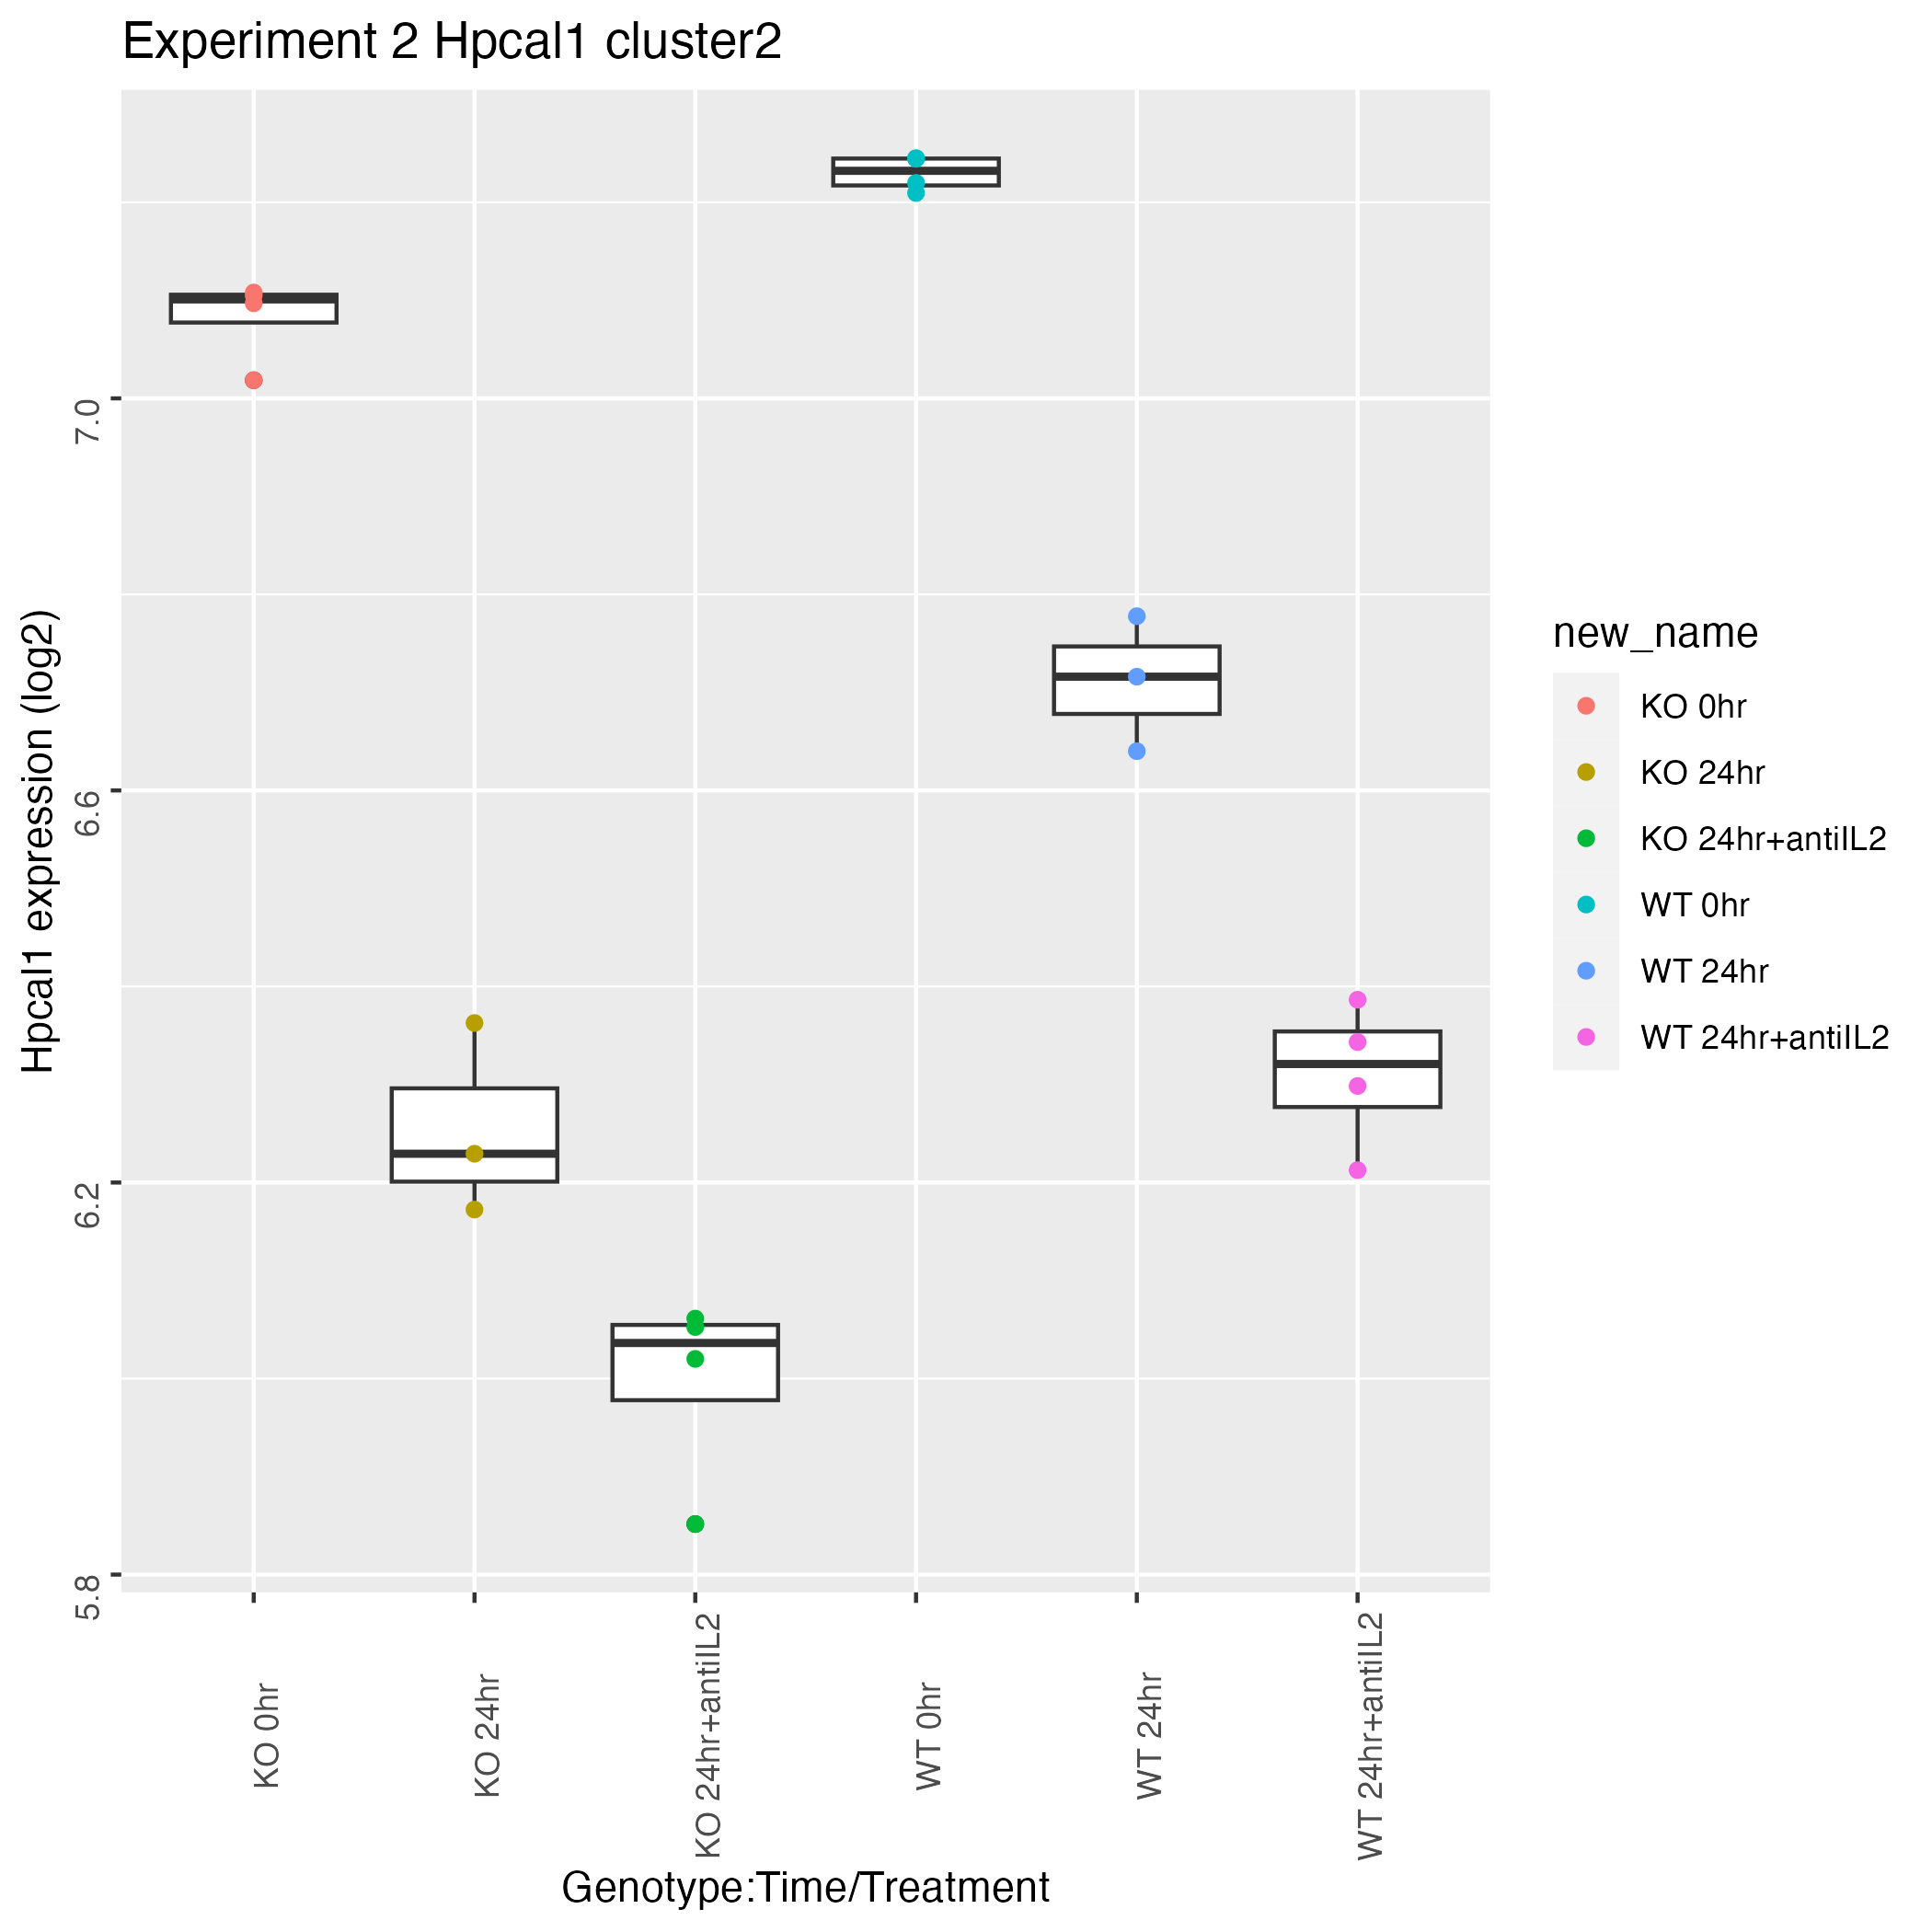 Experiment 2 Hpcal1 cluster2
Hpcal1 expression (log2)
7.0
6.6
6.2
5.8
KO 0hr
KO 24hr
KO 24hr+antiIL2
WT 0hr
WT 24hr
WT 24hr+antiIL2
Genotype:Time/Treatment
new_name
KO 0hr
KO 24hr
KO 24hr+antiIL2
WT 0hr
WT 24hr
WT 24hr+antiIL2